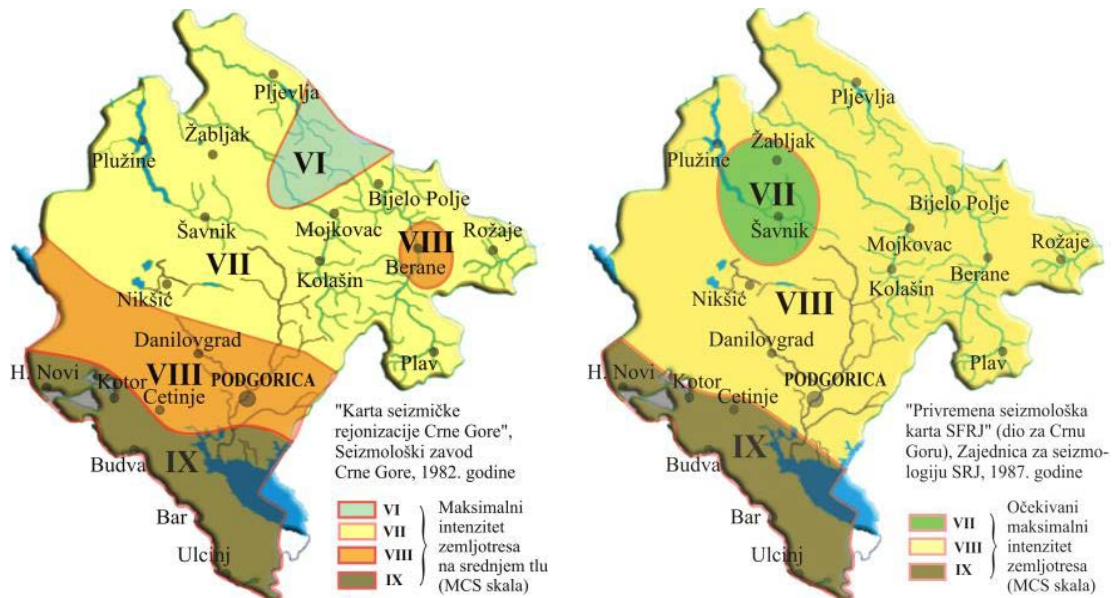 Pljevlja
Žabljak
Plužine
VI
Bijelo Polje
Šavnik
Mojkovac
VIII
Rožaje
VII
Berane
Kolašin
Nikšić
Danilovgrad
Plav
VIII
H. Novi
Kotor
PODGORICA
Cetinje
"Karta seizmičke
rejonizacije Crne Gore",
Seizmološki zavod
Crne Gore, 1982. godine
Budva
IX
Bar
Ulcinj
VI
VII
VIII
IX
Maksimalni
intenzitet
zemljotresa
na srednjem tlu
(MCS skala)
Pljevlja
Žabljak
Plužine
VII
Bijelo Polje
Šavnik
Mojkovac
Rožaje
Berane
Kolašin
Nikšić
VIII
Danilovgrad
Plav
H. Novi
Kotor
PODGORICA
Cetinje
"Privremena seizmološka
karta SFRJ" (dio za Crnu
Goru), Zajednica za seizmo-
logiju SRJ, 1987. godine
Budva
IX
Bar
Ulcinj
VII
VIII
IX
Očekivani
maksimalni
intenzitet
zemljotresa
(MCS skala)